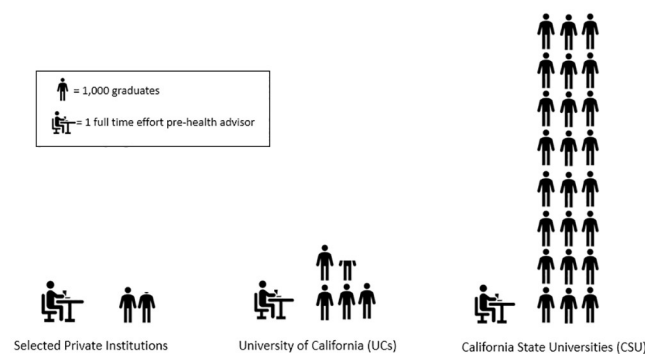 = 1,000 graduates
= 1 full time effort pre-health advisor
Selected Private Institutions
University of California (UCs)
California State Universities (CSU)